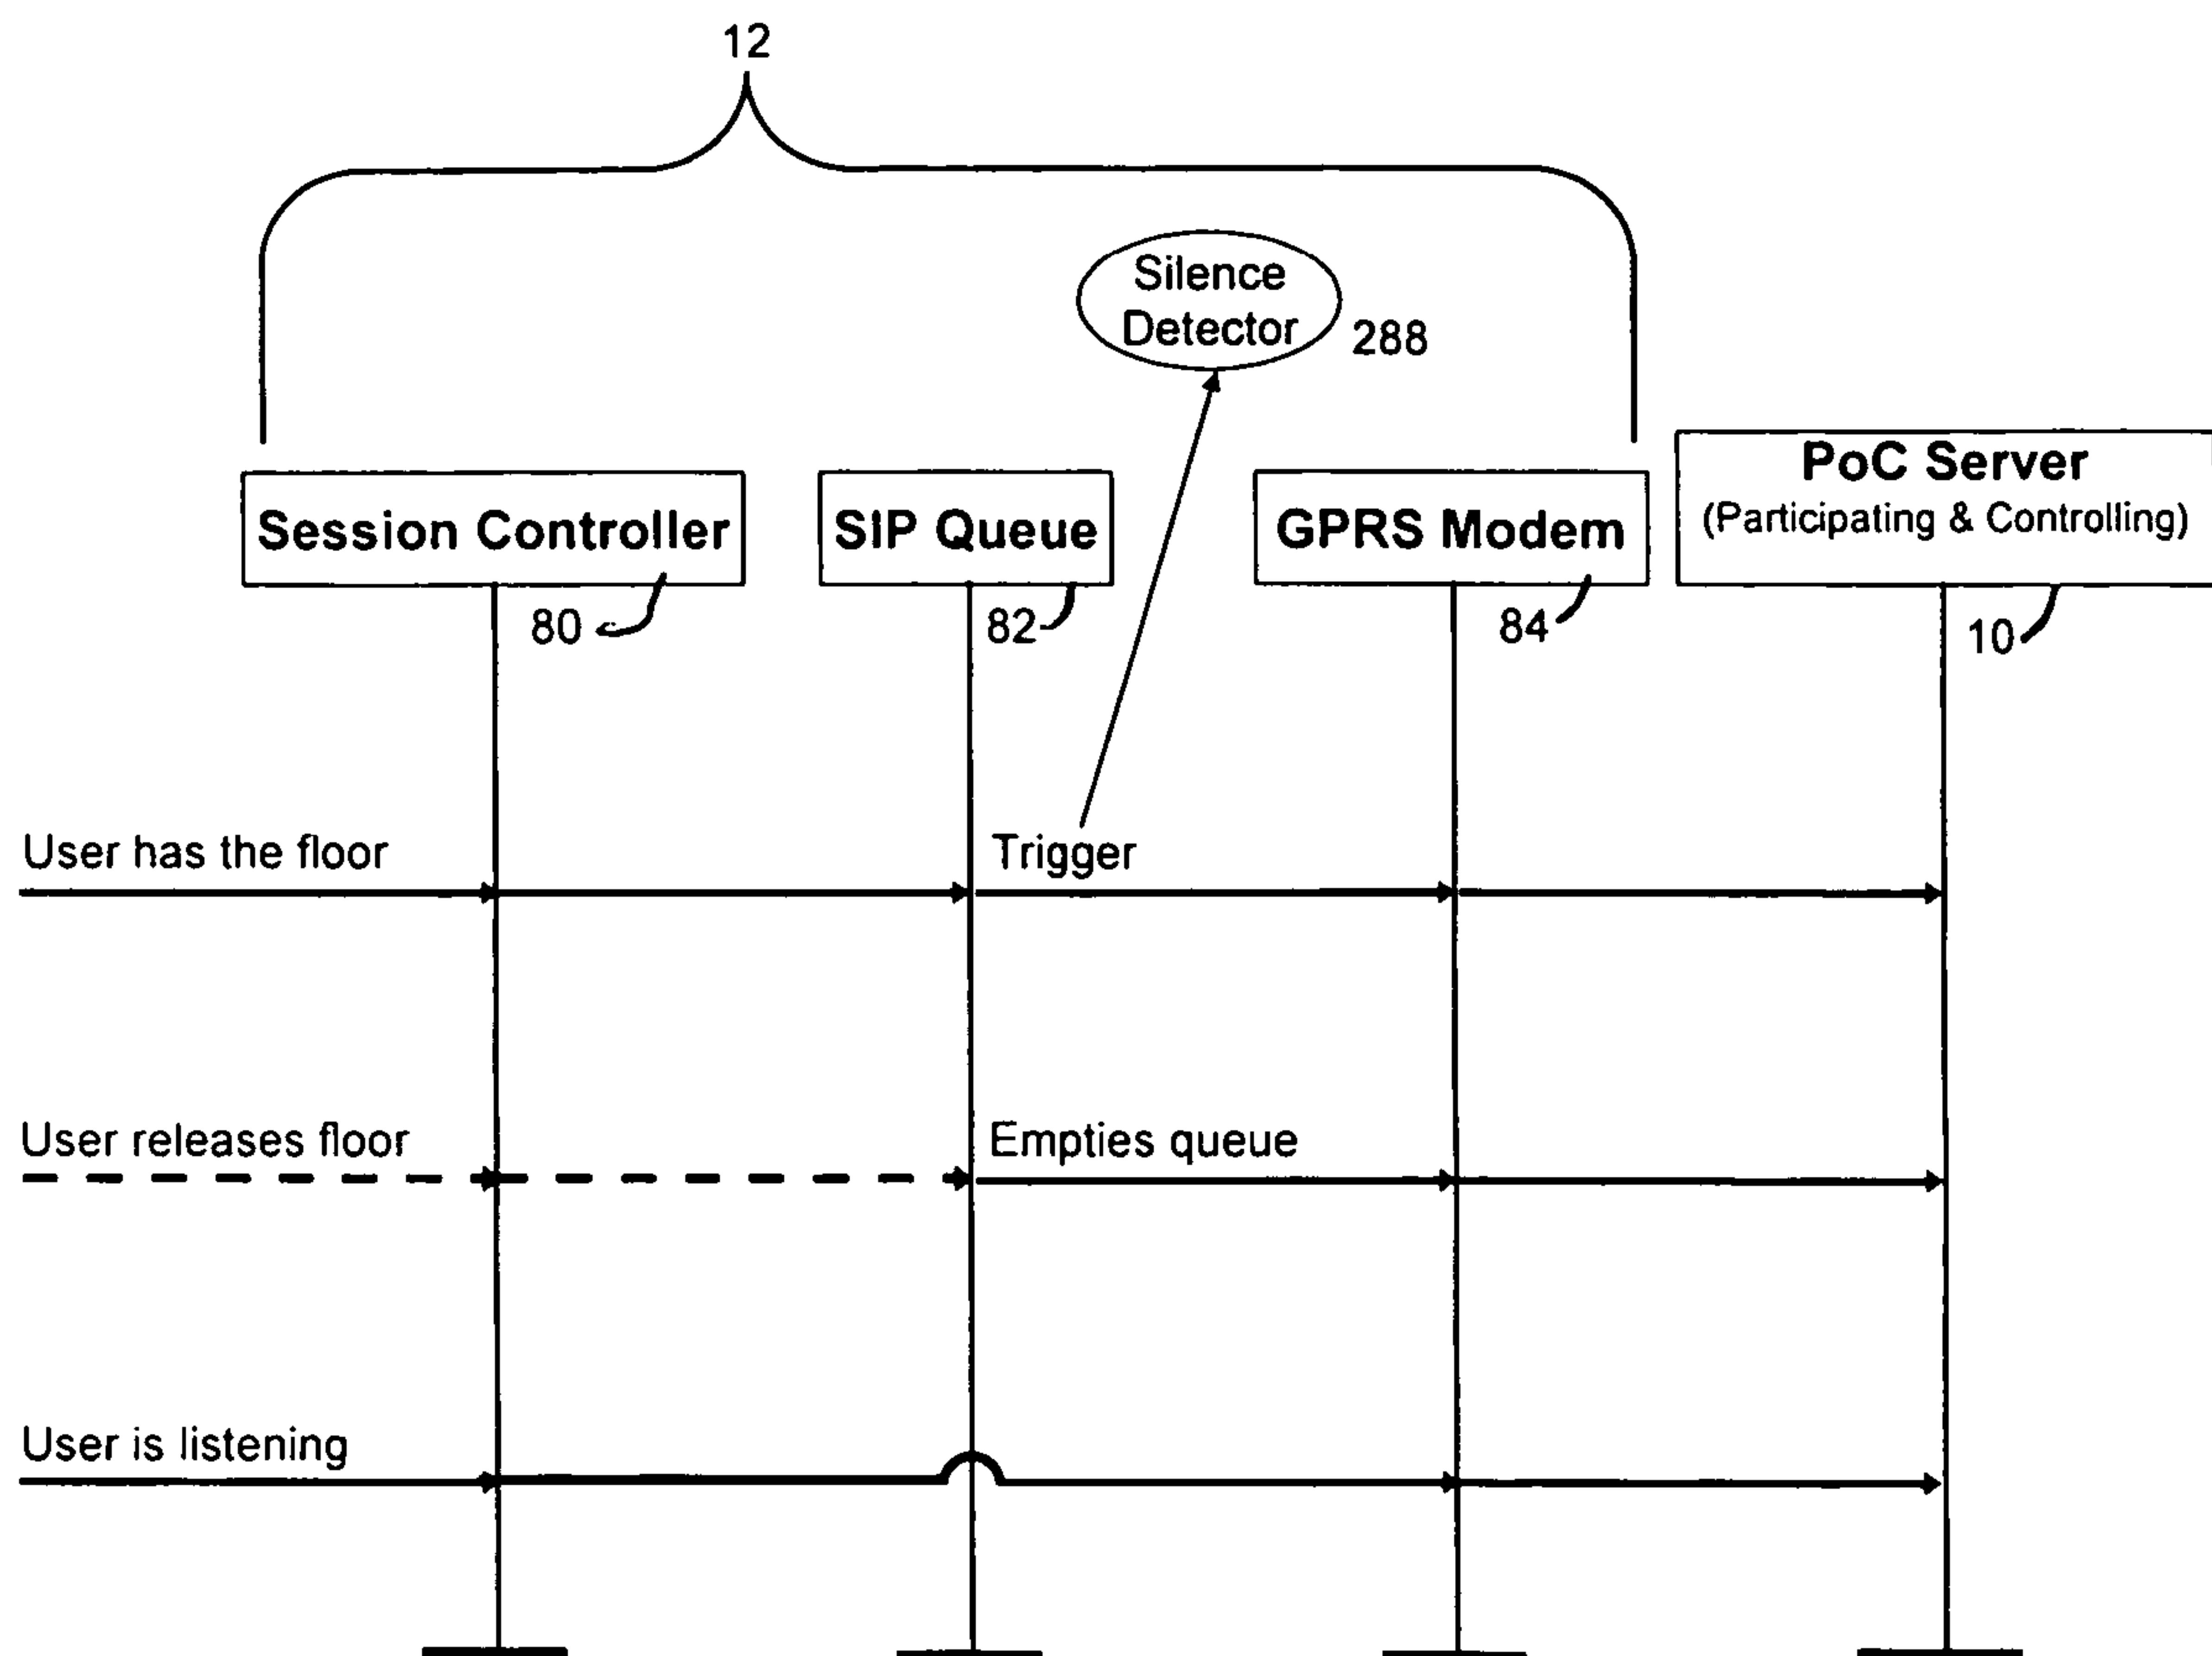 12
Silence
Detector
288
Session Controller
SIP Queue
GPRS Modem
PoC Server
(Participating & Controlling)
80
82
84
10
User has the floor
Trigger
User releases floor
Empties queue
User is listening